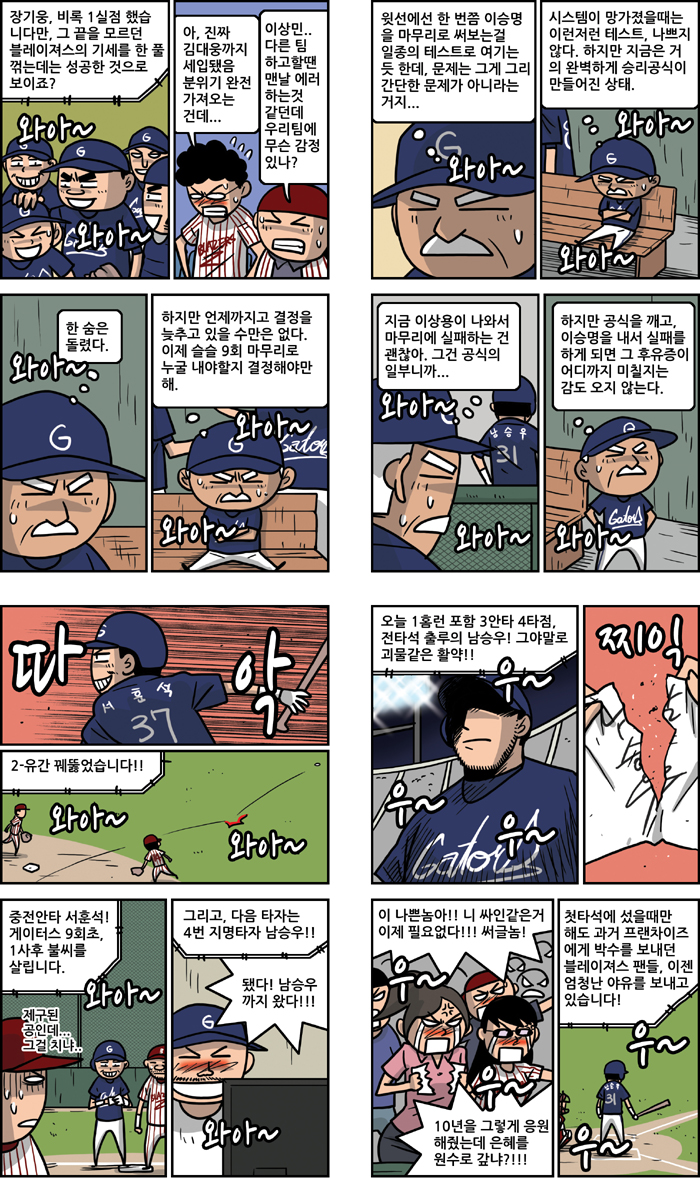 장기웅, 비록 1실점 했습
니다만, 그 끝을 모르던
블레이져스의 기세를 한 풀
꺾는데는 성공한 것으로
보이죠?
와아~
와아~
G
G
G
아, 진짜
김대웅까지
세입됐음
분위기 완전
가져오는
건데...
이상민..
다른 팀
하고할땐
맨날 에러
하는것
같던데
우리팀에
무슨 감정
있나?
BLAZERS
한 숨은
돌렸다.
와아~
G
하지만 언제까지고 결정을
늦추고 있을 수만은 없다.
이제 슬슬 9회 마무리로
누굴 내야할지 결정해야만
해.
와아~
G
Gators
와아~
따
악
서훈석
37
2-유간 꿰뚫었습니다!!
와아~
와아~
중전안타 서훈석!
게이터스 9회초,
1사후 불씨를
살립니다.
와아~
제구된
공인데...
그걸 치냐..
그리고, 다음 타자는
4번 지명타자 남승우!!
됐다! 남승우
까지 왔다!!!
G
와아~
윗선에선 한 번쯤 이승명
을 마무리로 써보는걸
일종의 테스트로 여기는
듯 한데, 문제는 그게 그리
간단한 문제가 아니라는
거지...
G
와아~
시스템이 망가졌을때는
이런저런 테스트, 나쁘지
않다. 하지만 지금은 거
의 완벽하게 승리공식이
만들어진 상태.
와아~
G
와아~
지금 이상용이 나와서
마무리에 실패하는 건
괜찮아. 그건 공식의
일부니까...
와아~
남승우
31
와아~
하지만 공식을 깨고,
이승명을 내서 실패를
하게 되면 그 후유증이
어디까지 미칠지는
감도 오지 않는다.
G
Gators
와아~
오늘 1홈런 포함 3안타 4타점,
전타석 출루의 남승우! 그야말로
괴물같은 활약!!
우~
우~
우~
Gators
찌익
이 나쁜놈아!! 니 싸인같은거
이제 필요없다!!! 써글놈!
우~
우~
10년을 그렇게 응원
해줬는데 은혜를
원수로 갚냐?!!!
첫타석에 섰을때만
해도 과거 프랜차이즈
에게 박수를 보내던
블레이져스 팬들, 이젠
엄청난 야유를 보내고
있습니다!
우~
남승우
31
우~